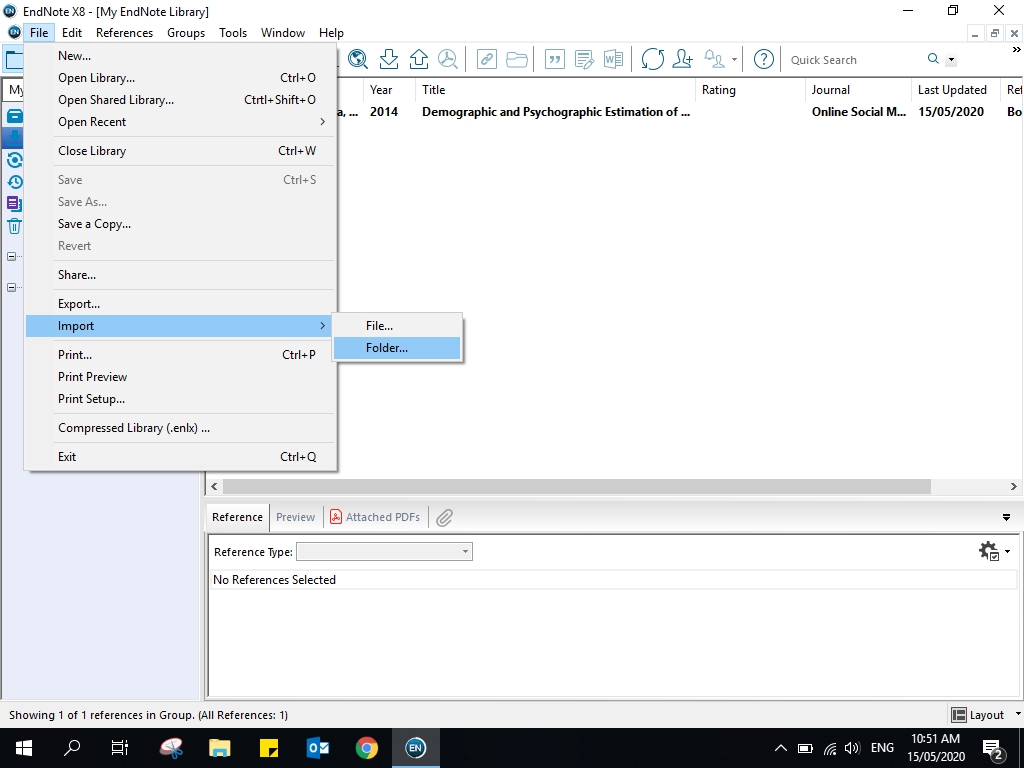 EndNote X8 - [My EndNote Library]
File Edit References Groups Tools Window Help
New...
Open Library... Ctrl+O
Open Shared Library... Ctrtl+Shift+O
Open Recent
Close Library Ctrl+W
Save Ctrl+S
Save As...
Save a Copy...
Revert
Share...
Export...
Import
Print... Ctrl+P
Print Preview
Print Setup...
Compressed Library (.enlx) ...
Exit Ctrl+Q
File...
Folder...
Quick Search
My
Year Title Rating Journal Last Updated Ref
a, ... 2014 Demographic and Psychographic Estimation of ... Online Social M... 15/05/2020 Bo
Reference Preview Attached PDFs
Reference Type:
No References Selected
Showing 1 of 1 references in Group. (All References: 1)
Layout
EN
ENG
10:51 AM
15/05/2020
2